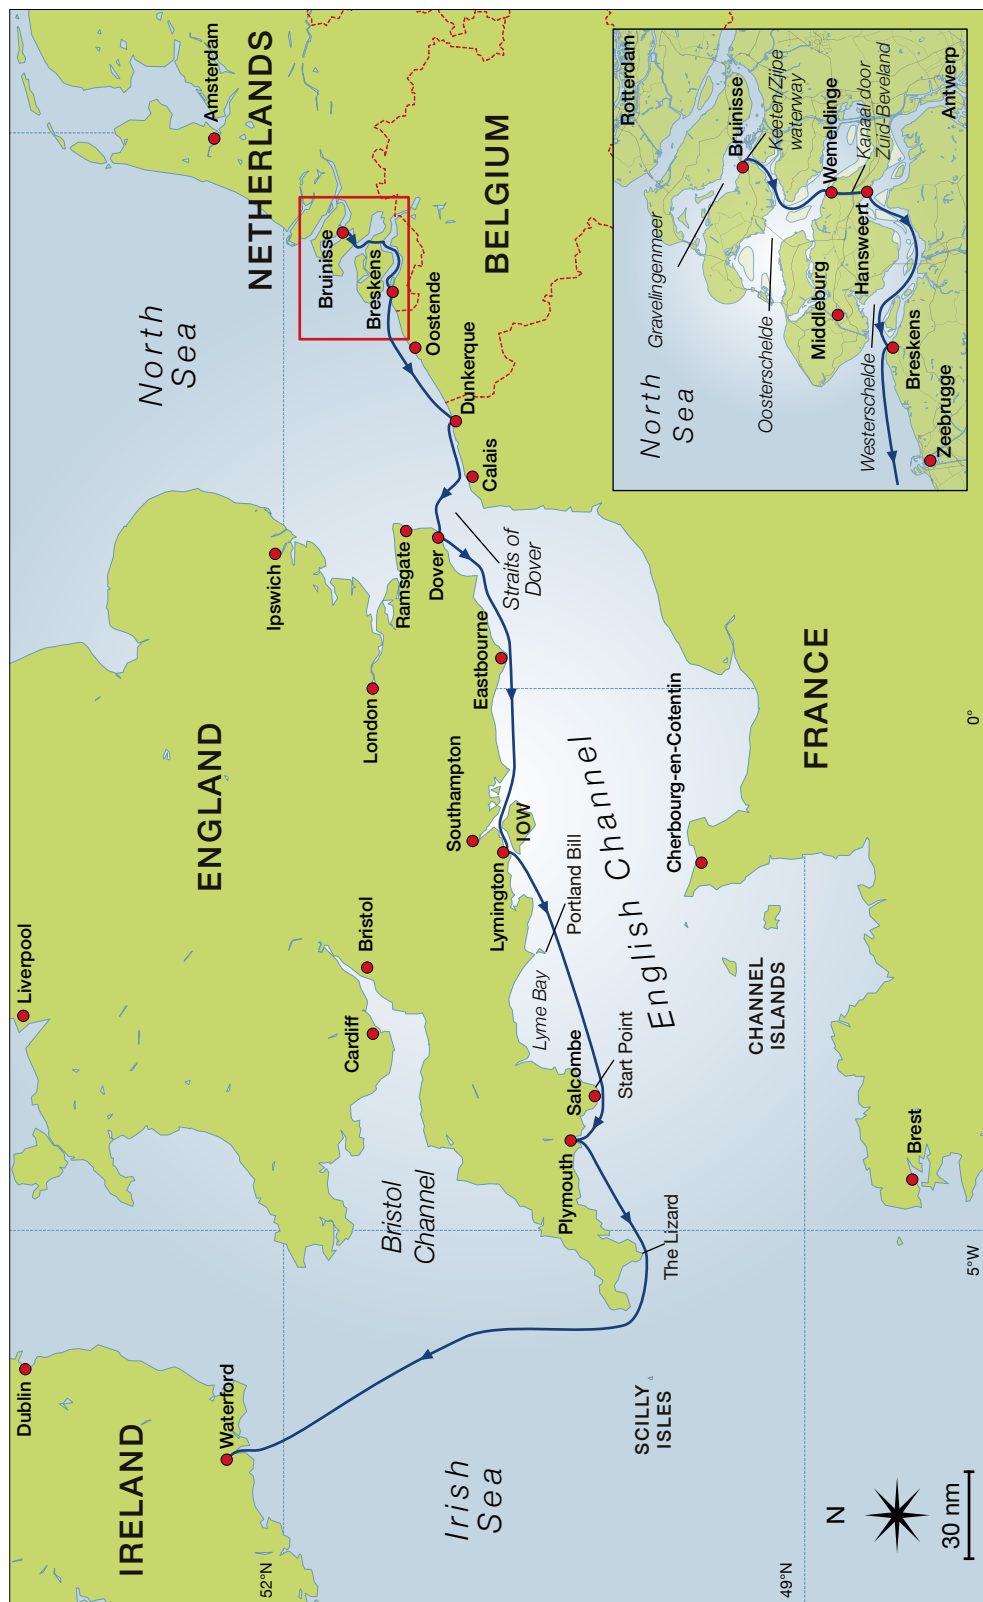 Dublin
Liverpool
IRELAND
Waterford
ENGLAND
Ipswich
North
Sea
Amsterdam
NETHERLANDS
52°N
Cardiff
Bristol
London
Ramsgate
Dover
Bruinisse
Breskens
Oostende
Dunkerque
Calais
BELGIUM
Bristol
Channel
Irish
Sea
Southampton
Lymington
IOW
Eastbourne
Straits of
Dover
Plymouth
Salcombe
Lyme Bay
Portland Bill
Start Point
The Lizard
English Channel
SCILLY
ISLES
Cherbourg-en-Cotentin
CHANNEL
ISLANDS
FRANCE
Brest
49°N
N
30 nm
5°W
0°
Rotterdam
North
Sea
Gravelingenmeer
Bruinisse
Keeten/Zijpe
waterway
Oosterschelde
Middleburg
Wemeldinge
Kanaal door
Zuid-Beveland
Hansweert
Westerschelde
Breskens
Zeebrugge
Antwerp